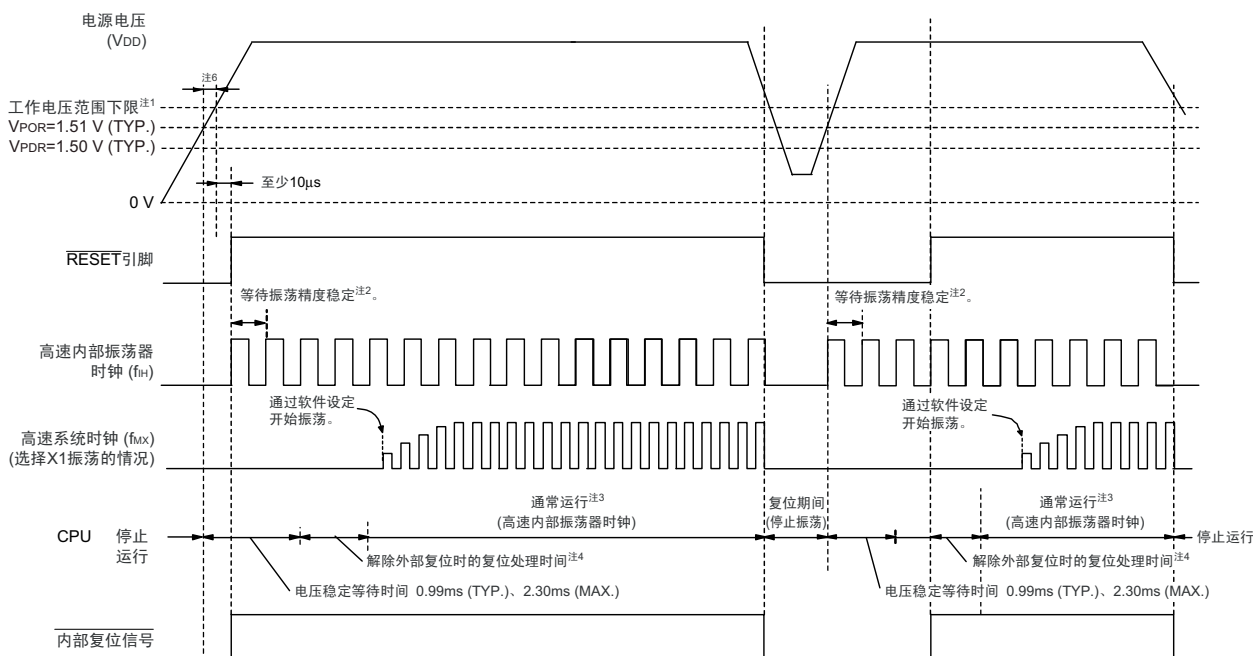 电源电压
(VDD)
注6
工作电压范围下限注1
VPOR=1.51 V (TYP.)
VPDR=1.50 V (TYP.)
至少10μs
0 V
RESET引脚
等待振荡精度稳定注2。
等待振荡精度稳定注2。
高速内部振荡器
时钟 (fIH)
通过软件设定
开始振荡。
通过软件设定
开始振荡。
高速系统时钟 (fMX)
(选择X1振荡的情况)
通常运行注3
(高速内部振荡器时钟)
复位期间
(停止振荡)
通常运行注3
(高速内部振荡器时钟)
CPU
停止
运行
停止运行
解除外部复位时的复位处理时间注4
解除外部复位时的复位处理时间注4
电压稳定等待时间 0.99ms (TYP.)、2.30ms (MAX.)
电压稳定等待时间 0.99ms (TYP.)、2.30ms (MAX.)
内部复位信号